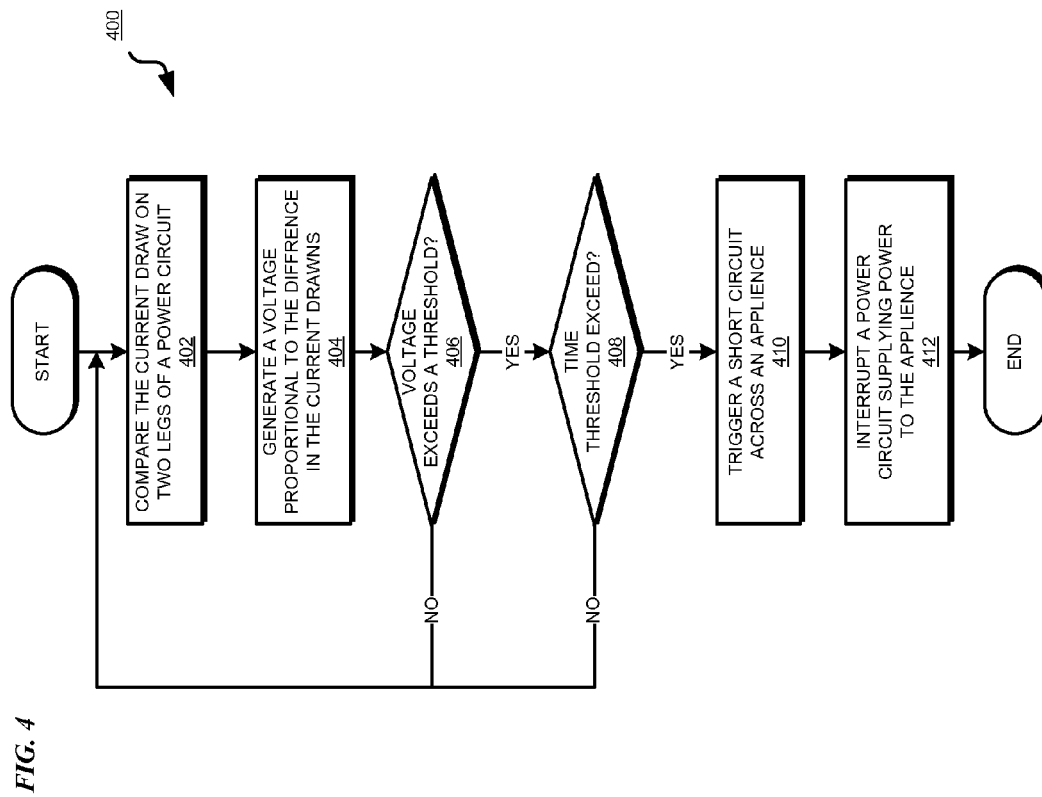 FIG. 4
400
START
COMPARE THE CURRENT DRAW ON
TWO LEGS OF A POWER CIRCUIT
402
GENERATE A VOLTAGE
PROPORTIONAL TO THE DIFFRENCE
IN THE CURRENT DRAWNS
404
VOLTAGE
EXCEEDS A THRESHOLD?
406
NO
YES
TIME
THRESHOLD EXCEED?
408
NO
YES
TRIGGER A SHORT CIRCUIT
ACROSS AN APPLIENCE
410
INTERRUPT A POWER
CIRCUIT SUPPLYING POWER
TO THE APPLIENCE
412
END